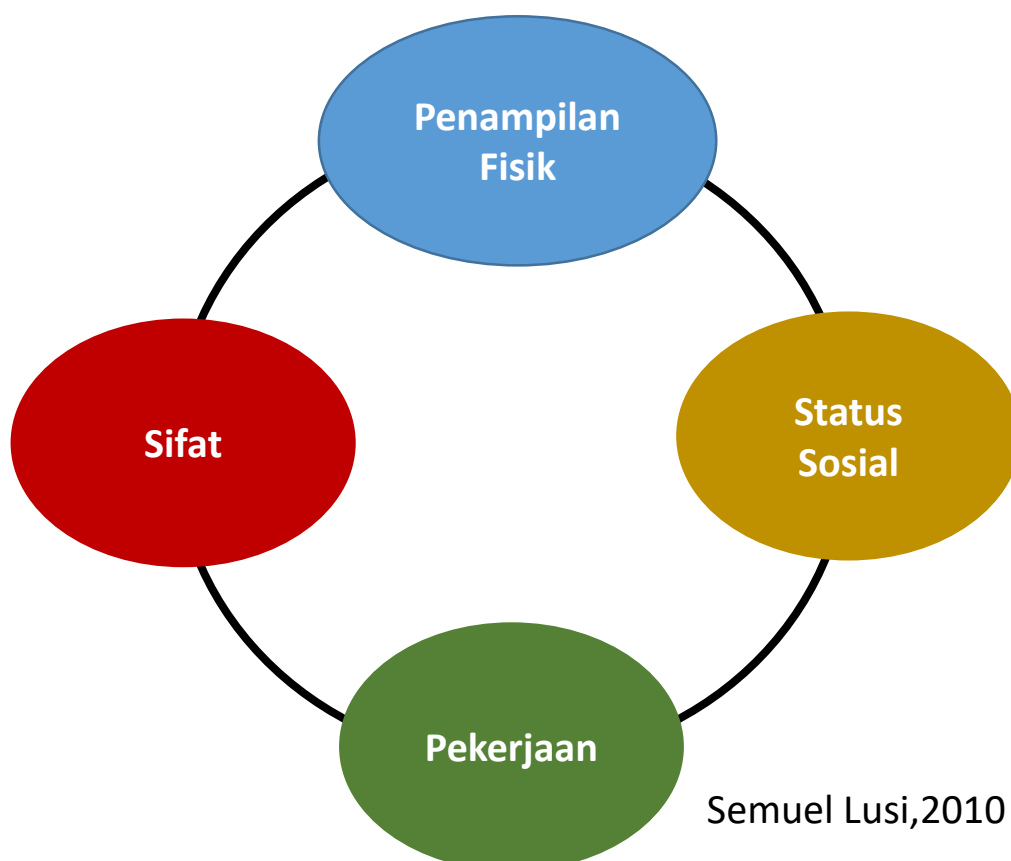 Penampilan
Fisik
Sifat
Status
Sosial
Pekerjaan
Semuel Lusi,2010